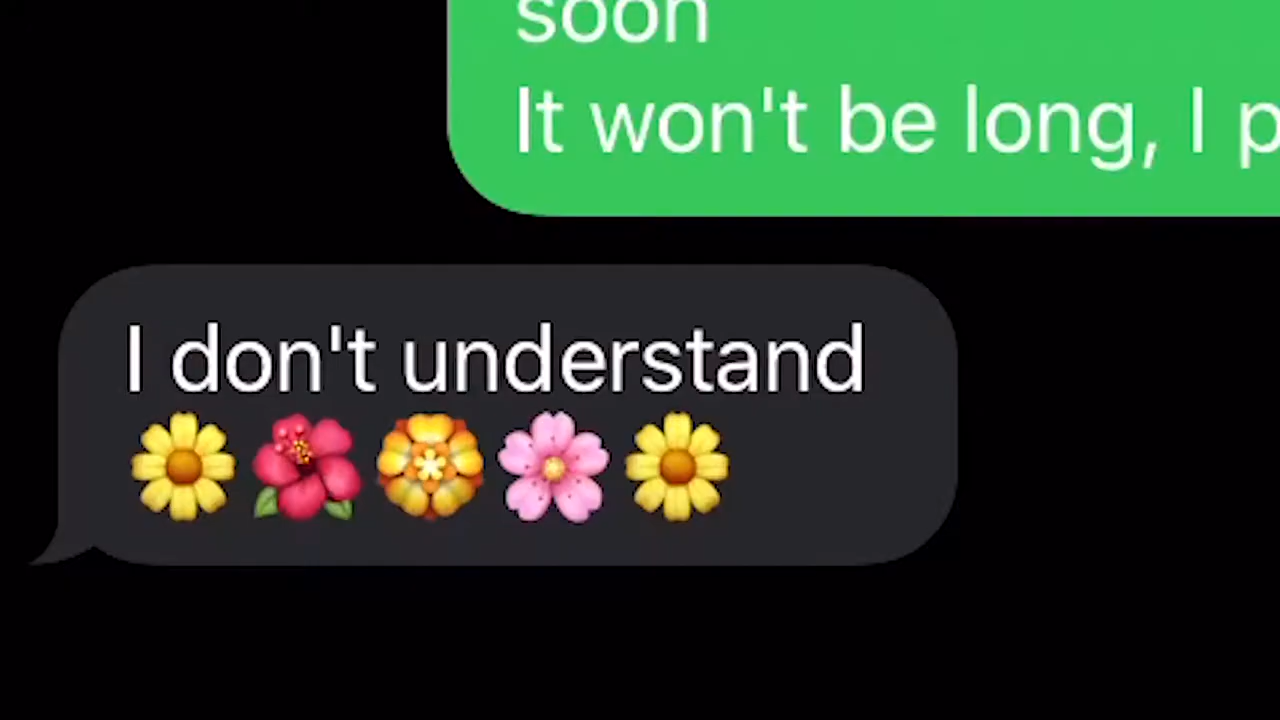 soon
It won't be long, I
I don't understand
🌼🌺🏵️🌸🌼